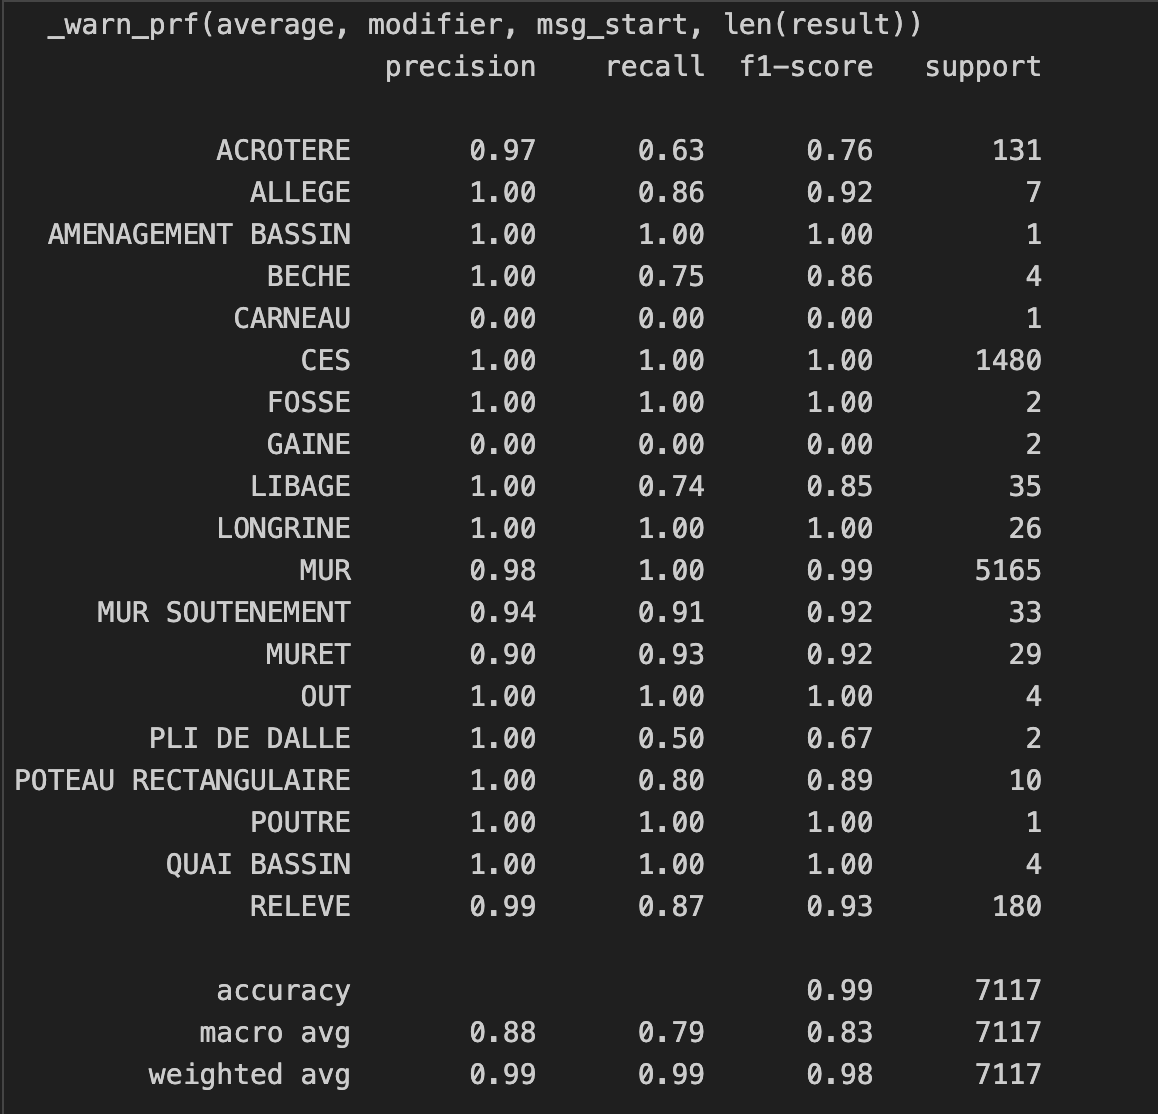 _warn_prf(average, modifier, msg_start, len(result))
precision recall f1-score support
ACROTERE 0.97 0.63 0.76 131
ALLEGE 1.00 0.86 0.92 7
AMENAGEMENT BASSIN 1.00 1.00 1.00 1
BECHE 1.00 0.75 0.86 4
CARNEAU 0.00 0.00 0.00 1
CES 1.00 1.00 1.00 1480
FOSSE 1.00 1.00 1.00 2
GAINE 0.00 0.00 0.00 2
LIBAGE 1.00 0.74 0.85 35
LONGRINE 1.00 1.00 1.00 26
MUR 0.98 1.00 0.99 5165
MUR SOUTENEMENT 0.94 0.91 0.92 33
MURET 0.90 0.93 0.92 29
OUT 1.00 1.00 1.00 4
PLI DE DALLE 1.00 0.50 0.67 2
POTEAU RECTANGULAIRE 1.00 0.80 0.89 10
POUTRE 1.00 1.00 1.00 1
QUAI BASSIN 1.00 1.00 1.00 4
RELEVE 0.99 0.87 0.93 180
accuracy 0.99 7117
macro avg 0.88 0.79 0.83 7117
weighted avg 0.99 0.99 0.98 7117